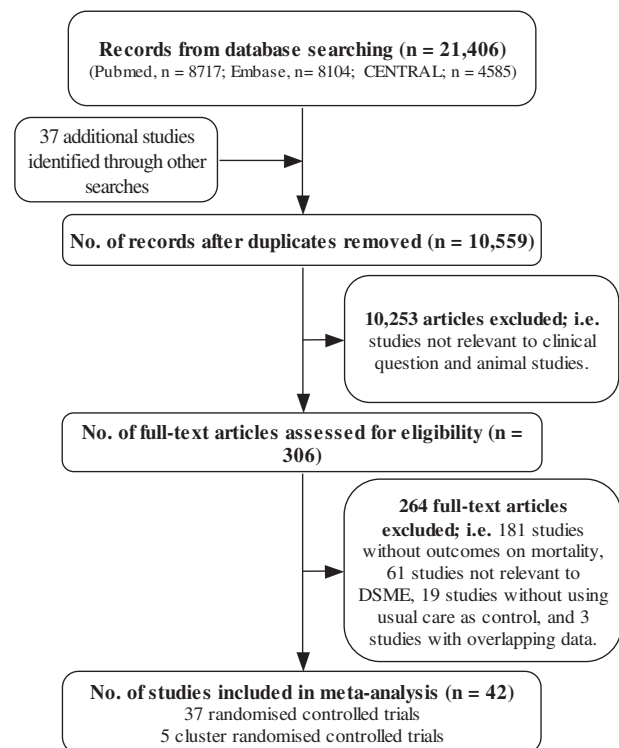 Records from database searching (n = 21,406)
(Pubmed, n = 8717; Embase, n= 8104; CENTRAL; n = 4585)
37 additional studies
identified through other
searches
No. of records after duplicates removed (n = 10,559)
10,253 articles excluded; i.e.
studies not relevant to clinical
question and animal studies.
No. of full-text articles assessed for eligibility (n =
306)
264 full-text articles
excluded; i.e. 181 studies
without outcomes on mortality,
61 studies not relevant to
DSME, 19 studies without using
usual care as control, and 3
studies with overlapping data.
No. of studies included in meta-analysis (n = 42)
37 randomised controlled trials
5 cluster randomised controlled trials